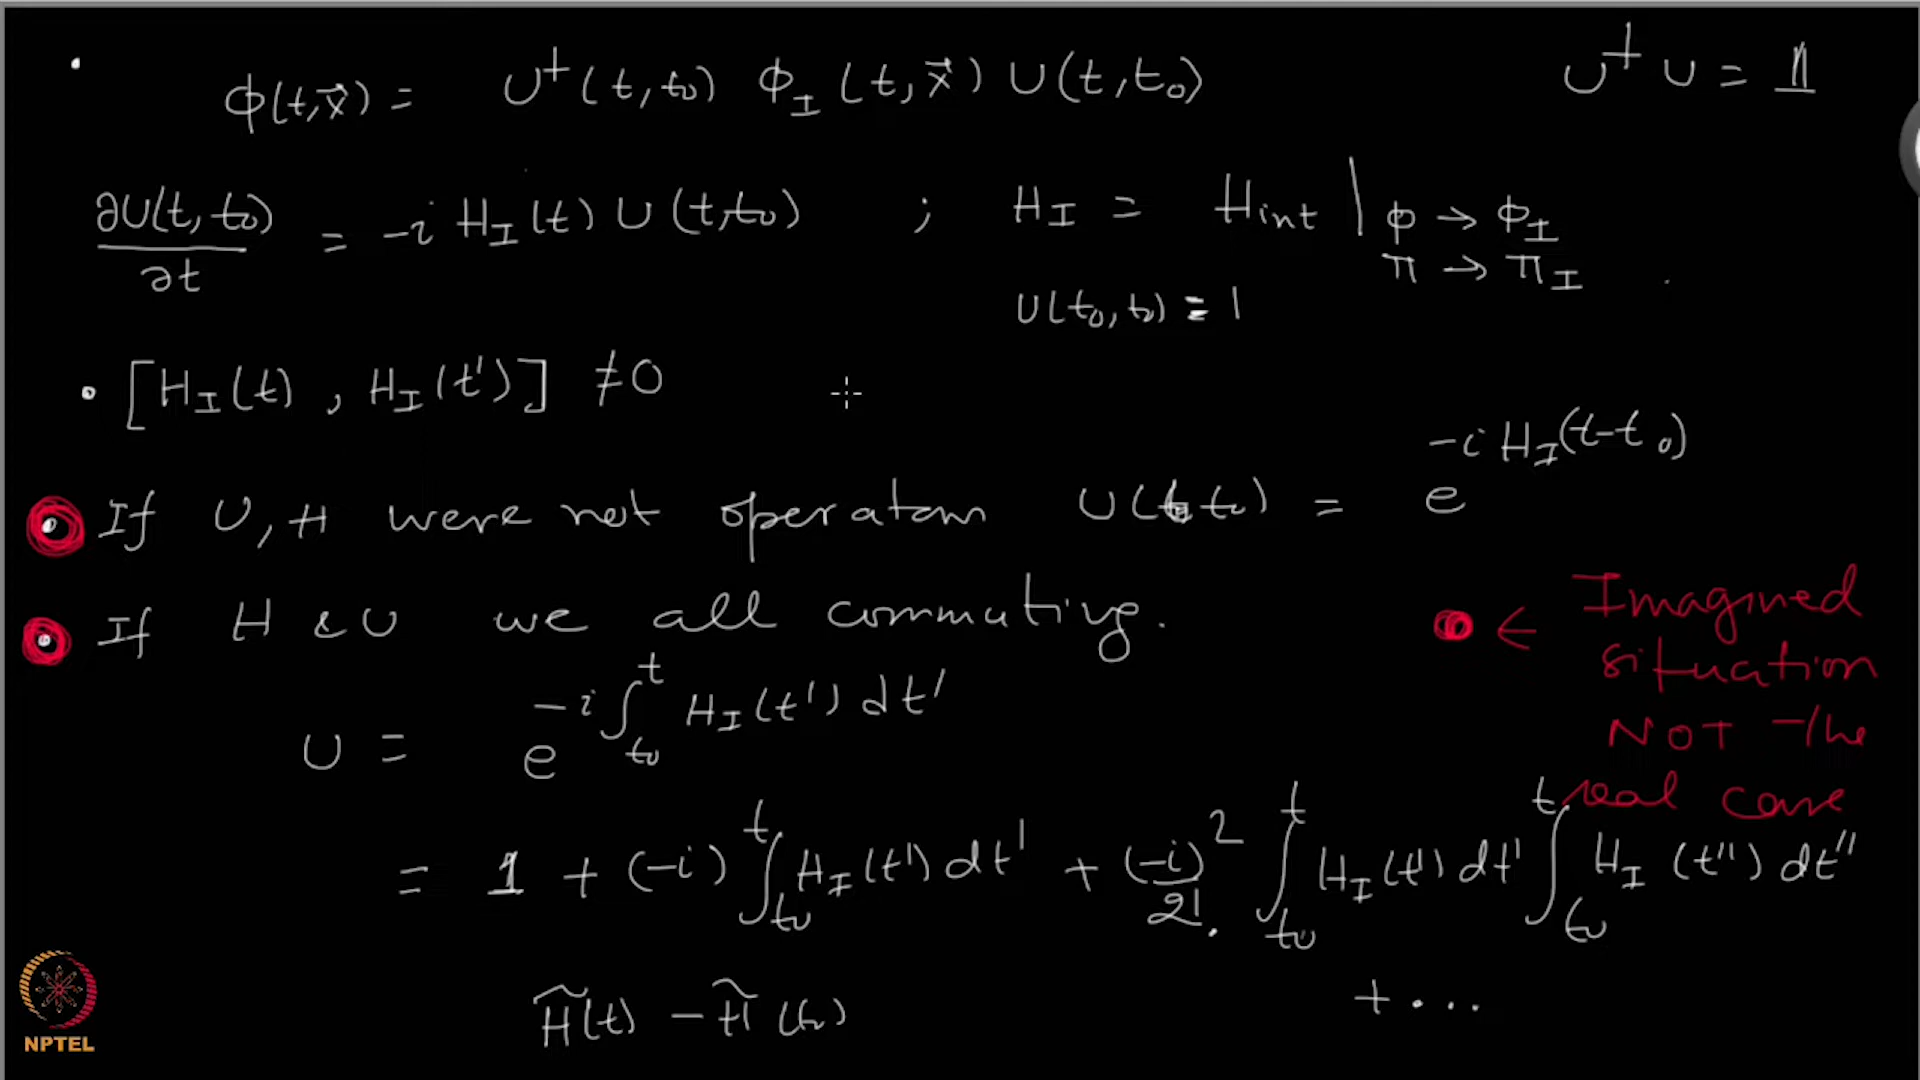 • ϕ(t,x⃗) = U†(t,t₀) ϕ_I(t,x⃗) U(t,t₀) U†U = 𝟙
∂U(t,t₀)/∂t = -i H_I(t) U(t,t₀) ; H_I = H_int | ϕ → ϕ_I
π → π_I
U(t₀,t₀) = 1
• [H_I(t), H_I(t')] ≠ 0
If U, H were not operators U(t,t₀) = e^{-i H_I(t-t₀)}
If H & U we all commuting.
← Imagined
situation
NOT the
real case
U = e^{-i ∫_{t₀}^{t} H_I(t') dt'}
= 1 + (-i) ∫_{t₀}^{t} H_I(t') dt' + (-i)²/2! ∫_{t₀}^{t} H_I(t') dt' ∫_{t₀}^{t} H_I(t'') dt''
+ ...
H̃(t) - H̃(t₀)
NPTEL